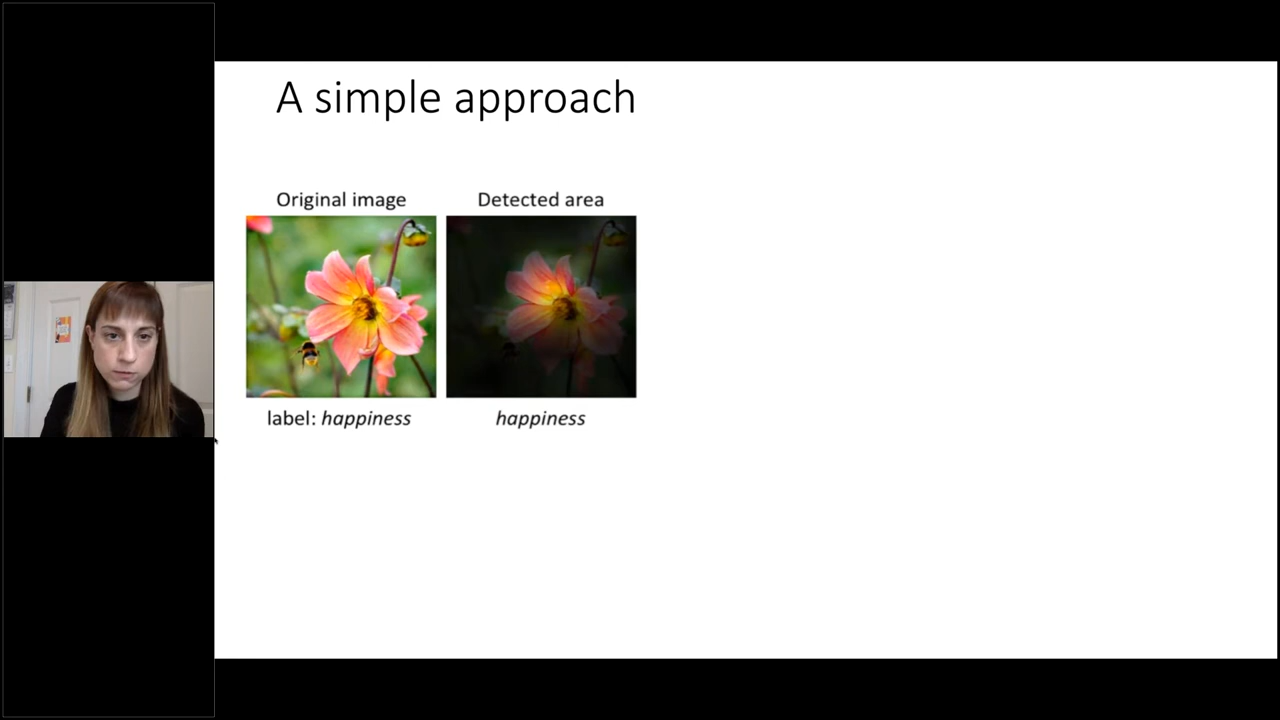 A simple approach
Original image
Detected area
label: happiness
happiness